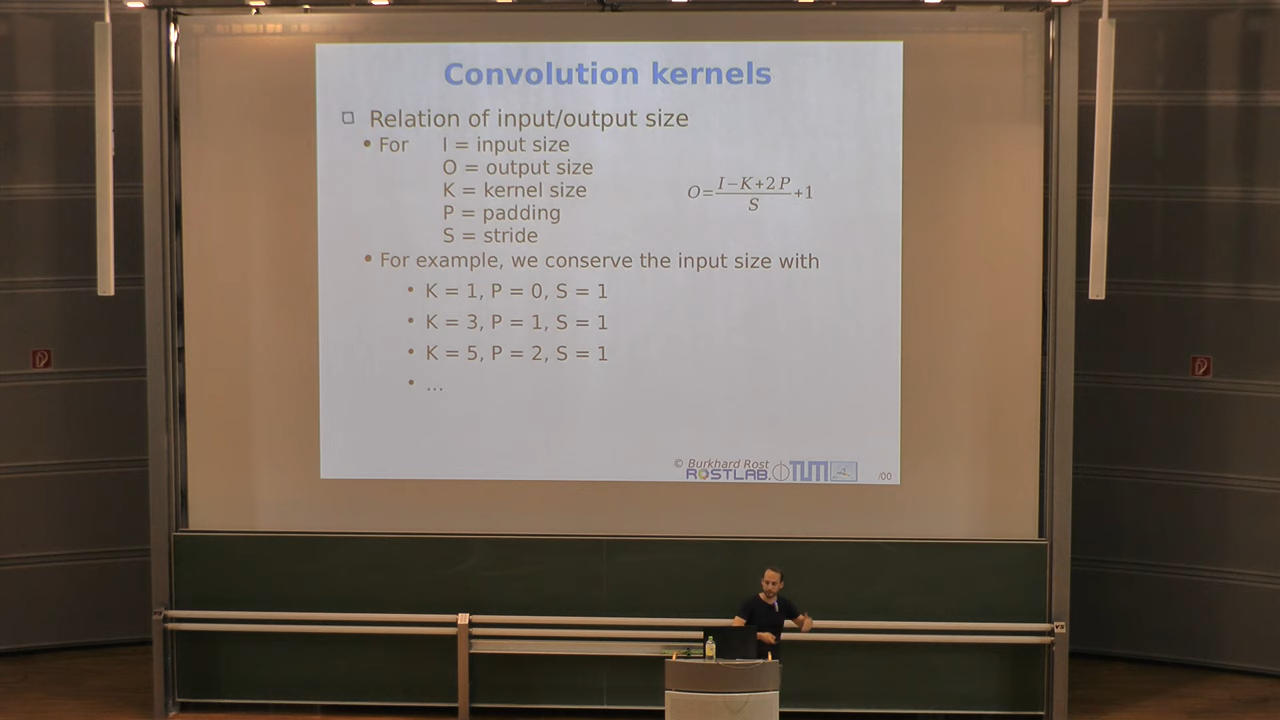 Convolution kernels
Relation of input/output size
• For I = input size
O = output size
K = kernel size
P = padding
S = stride
O=\frac{I-K+2P}{S}+1
• For example, we conserve the input size with
• K = 1, P = 0, S = 1
• K = 3, P = 1, S = 1
• K = 5, P = 2, S = 1
• ...
© Burkhard Rost
ROSTLAB. TUM
/00